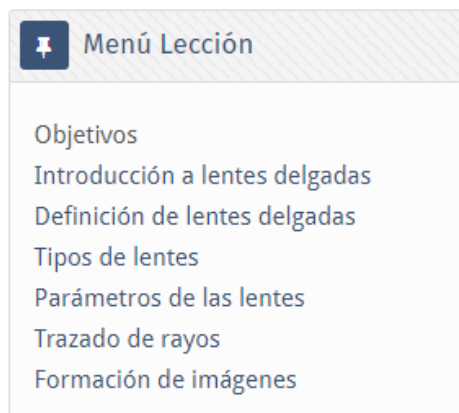 Menú Lección
Objetivos
Introducción a lentes delgadas
Definición de lentes delgadas
Tipos de lentes
Parámetros de las lentes
Trazado de rayos
Formación de imágenes